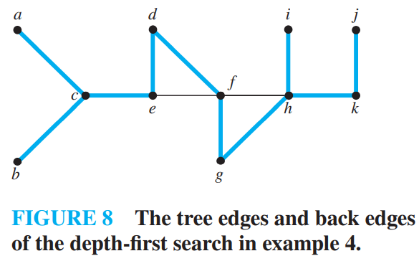 a d i j
c e f h k
b g
FIGURE 8 The tree edges and back edges
of the depth-first search in example 4.